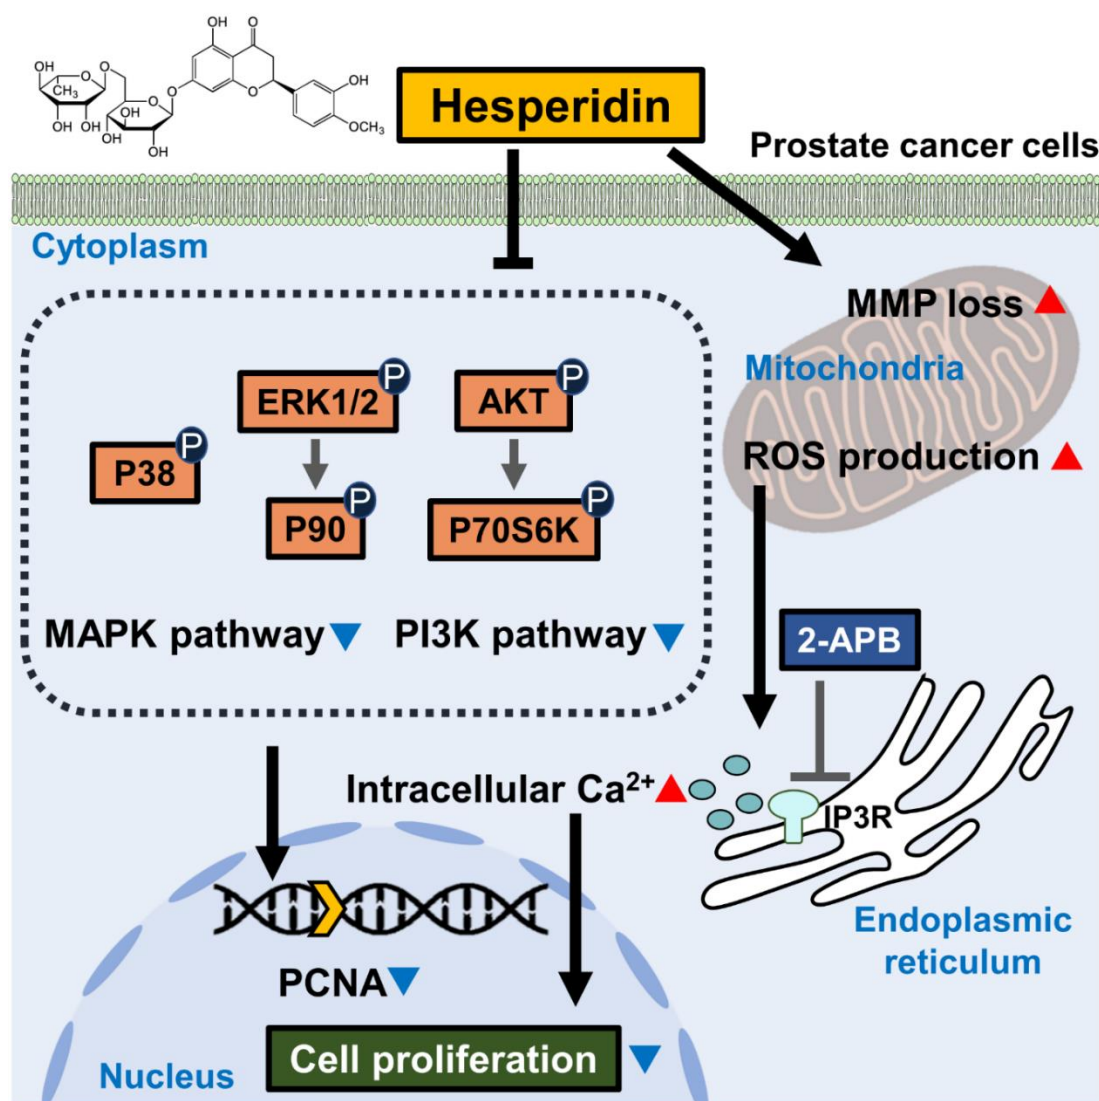 OH
O
OH
O
OH
O
O
CH₃
OH
OH
O
O
HO
OH
OH
O
OCH₃
Hesperidin
Prostate cancer cells
Cytoplasm
MMP loss
Mitochondria
ROS production
ERK1/2
P
AKT
P
P38
P
P90
P
P70S6K
P
MAPK pathway
PI3K pathway
2-APB
Intracellular Ca²⁺
IP3R
Endoplasmic
reticulum
PCNA
Cell proliferation
Nucleus